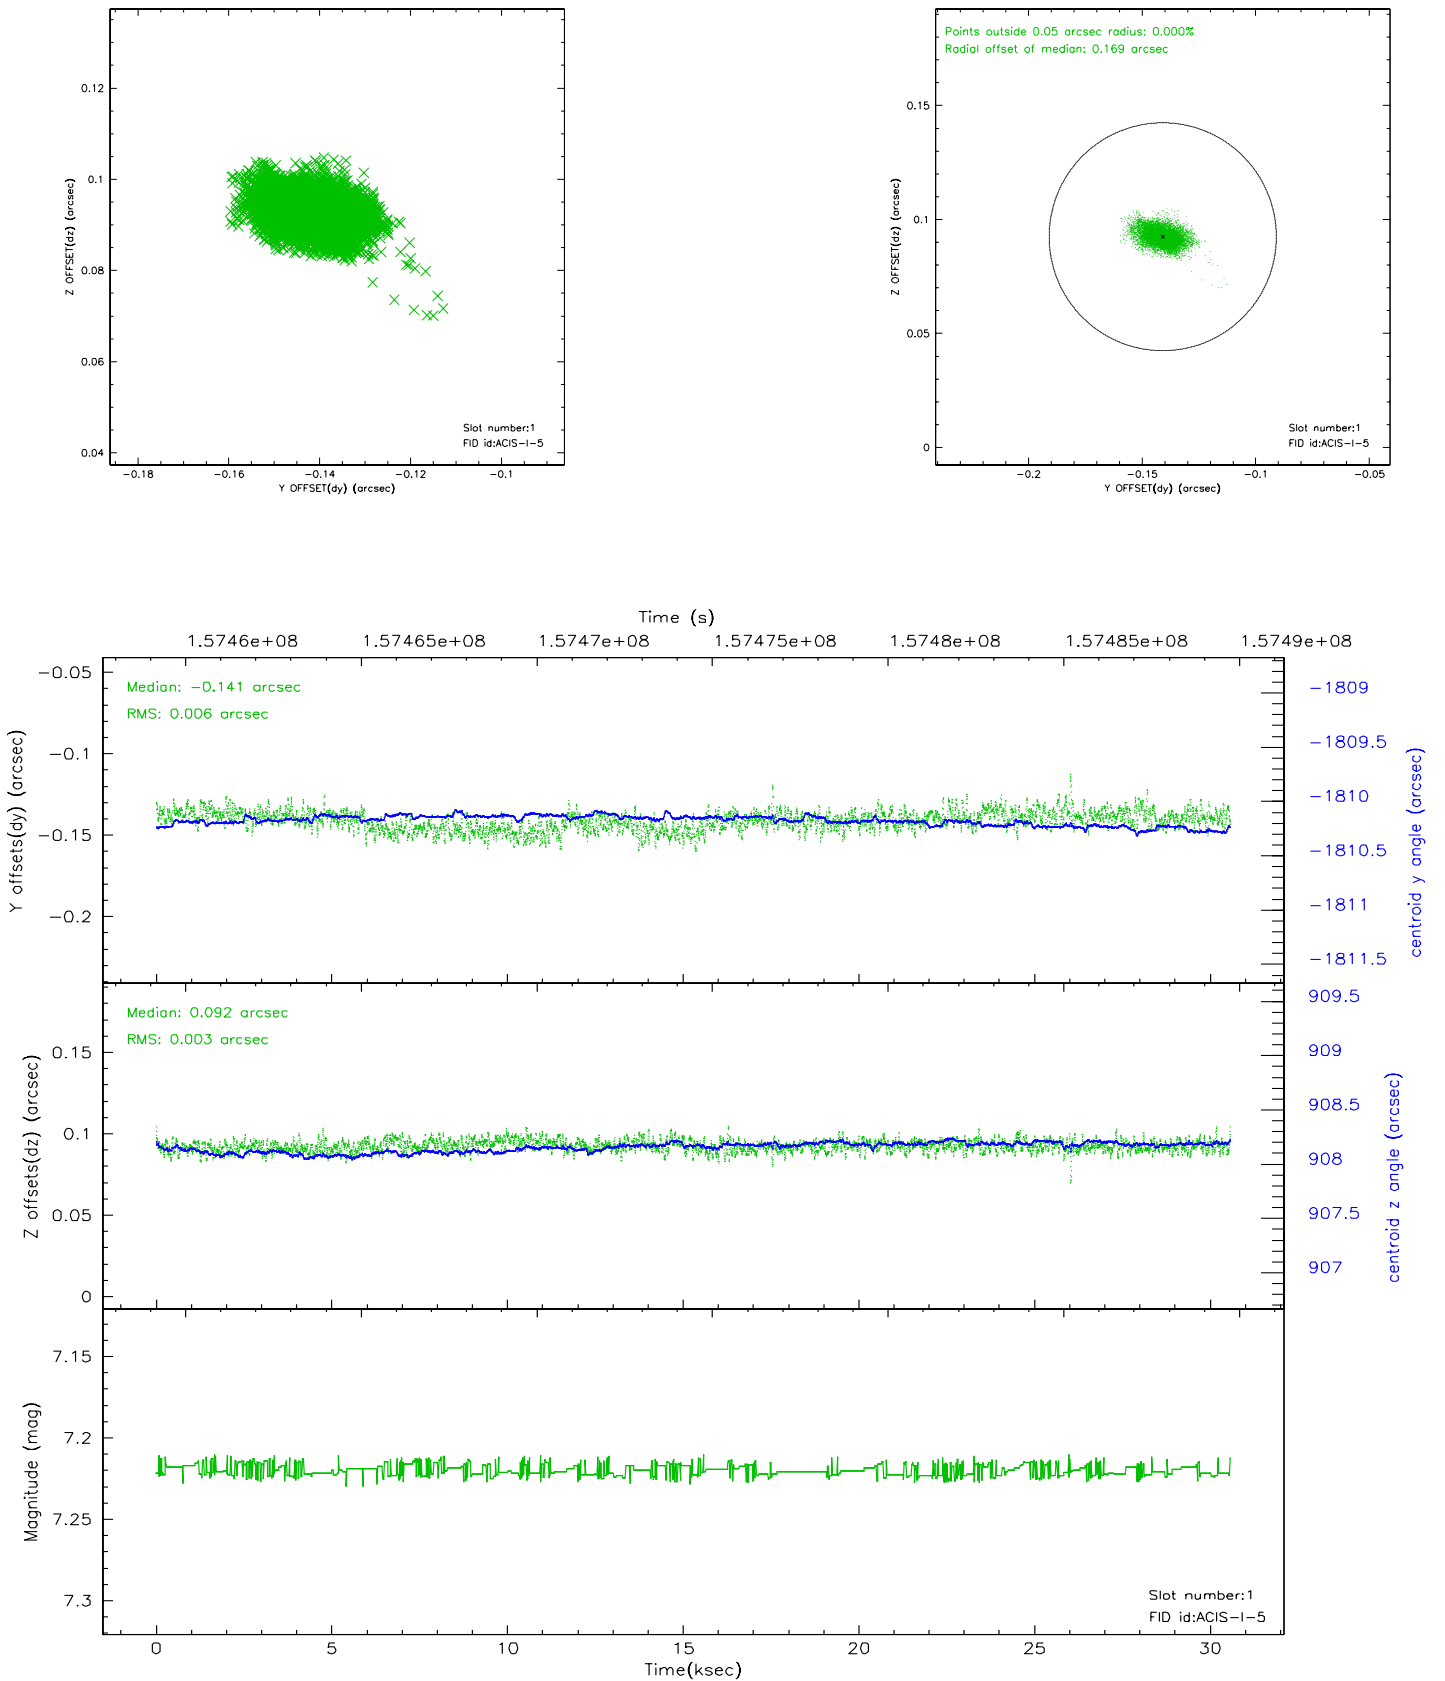 0.12
0.1
0.08
0.06
0.04
Z OFFSET(dz) (arcsec)
Slot number:1
FID id:ACIS-I-5
-0.18
-0.16
-0.14
-0.12
-0.1
Y OFFSET(dy) (arcsec)
Points outside 0.05 arcsec radius: 0.000%
Radial offset of median: 0.169 arcsec
0.15
0.1
0.05
0
Z OFFSET(dz) (arcsec)
Slot number:1
FID id:ACIS-I-5
-0.2
-0.15
-0.1
-0.05
Y OFFSET(dy) (arcsec)
Time (s)
1.5746e+08
1.57465e+08
1.5747e+08
1.57475e+08
1.5748e+08
1.57485e+08
1.5749e+08
Median: -0.141 arcsec
RMS: 0.006 arcsec
-0.05
-0.1
-0.15
-0.2
Y offsets(dy) (arcsec)
-1809
-1809.5
-1810
-1810.5
-1811
-1811.5
centroid y angle (arcsec)
Median: 0.092 arcsec
RMS: 0.003 arcsec
0.15
0.1
0.05
0
Z offsets(dz) (arcsec)
909.5
909
908.5
908
907.5
907
centroid z angle (arcsec)
7.15
7.2
7.25
7.3
Magnitude (mag)
Slot number:1
FID id:ACIS-I-5
0
5
10
15
20
25
30
Time(ksec)